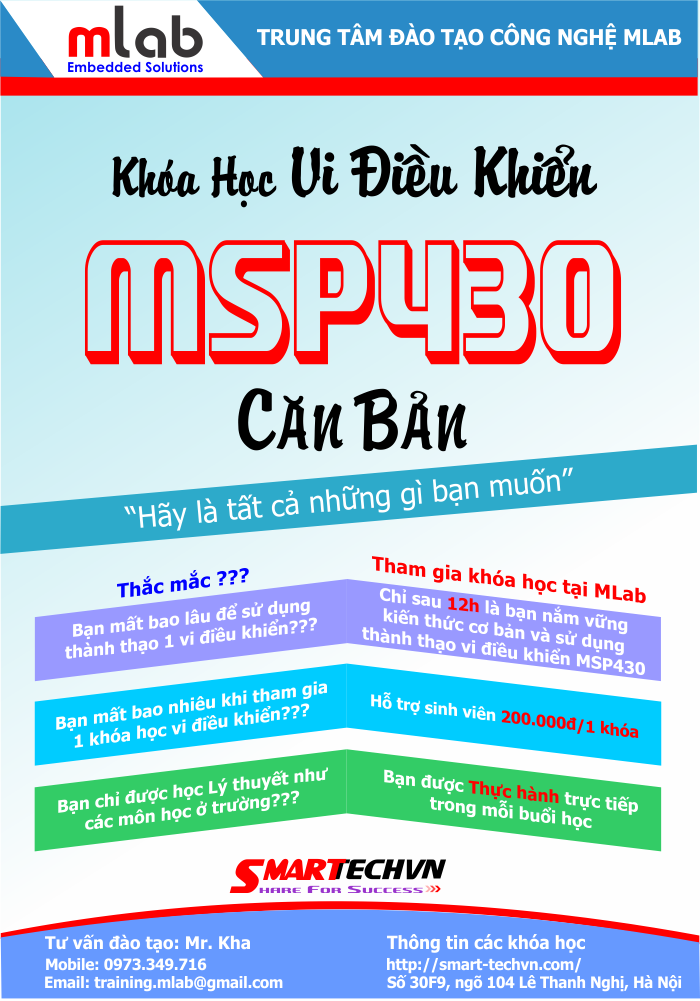 mlab
Embedded Solutions
TRUNG TÂM ĐÀO TẠO CÔNG NGHỆ MLAB
Khóa Học Vi Điều Khiển
MSP430
CĂN BẢN
“Hãy là tất cả những gì bạn muốn”
Thắc mắc ???
Bạn mất bao lâu để sử dụng
thành thạo 1 vi điều khiển???
Bạn mất bao nhiêu khi tham gia
1 khóa học vi điều khiển???
Bạn chỉ được học Lý thuyết như
các môn học ở trường???
Tham gia khóa học tại MLab
Chỉ sau 12h là bạn nắm vững
kiến thức cơ bản và sử dụng
thành thạo vi điều khiển MSP430
Hỗ trợ sinh viên 200.000đ/1 khóa
Bạn được Thực hành trực tiếp
trong mỗi buổi học
SMARTTECHVN
SHARE FOR SUCCESS
Tư vấn đào tạo: Mr. Kha
Mobile: 0973.349.716
Email: training.mlab@gmail.com
Thông tin các khóa học
http://smart-techvn.com/
Số 30F9, ngõ 104 Lê Thanh Nghị, Hà Nội